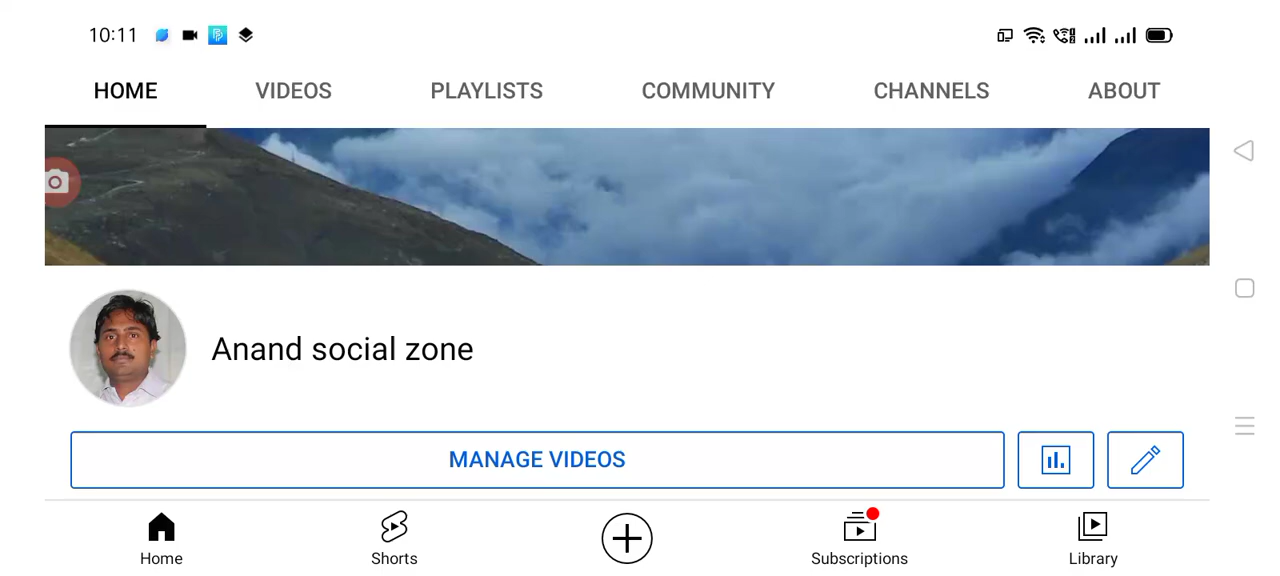 10:11
HOME VIDEOS PLAYLISTS COMMUNITY CHANNELS ABOUT
Anand social zone
MANAGE VIDEOS
Home Shorts Subscriptions Library